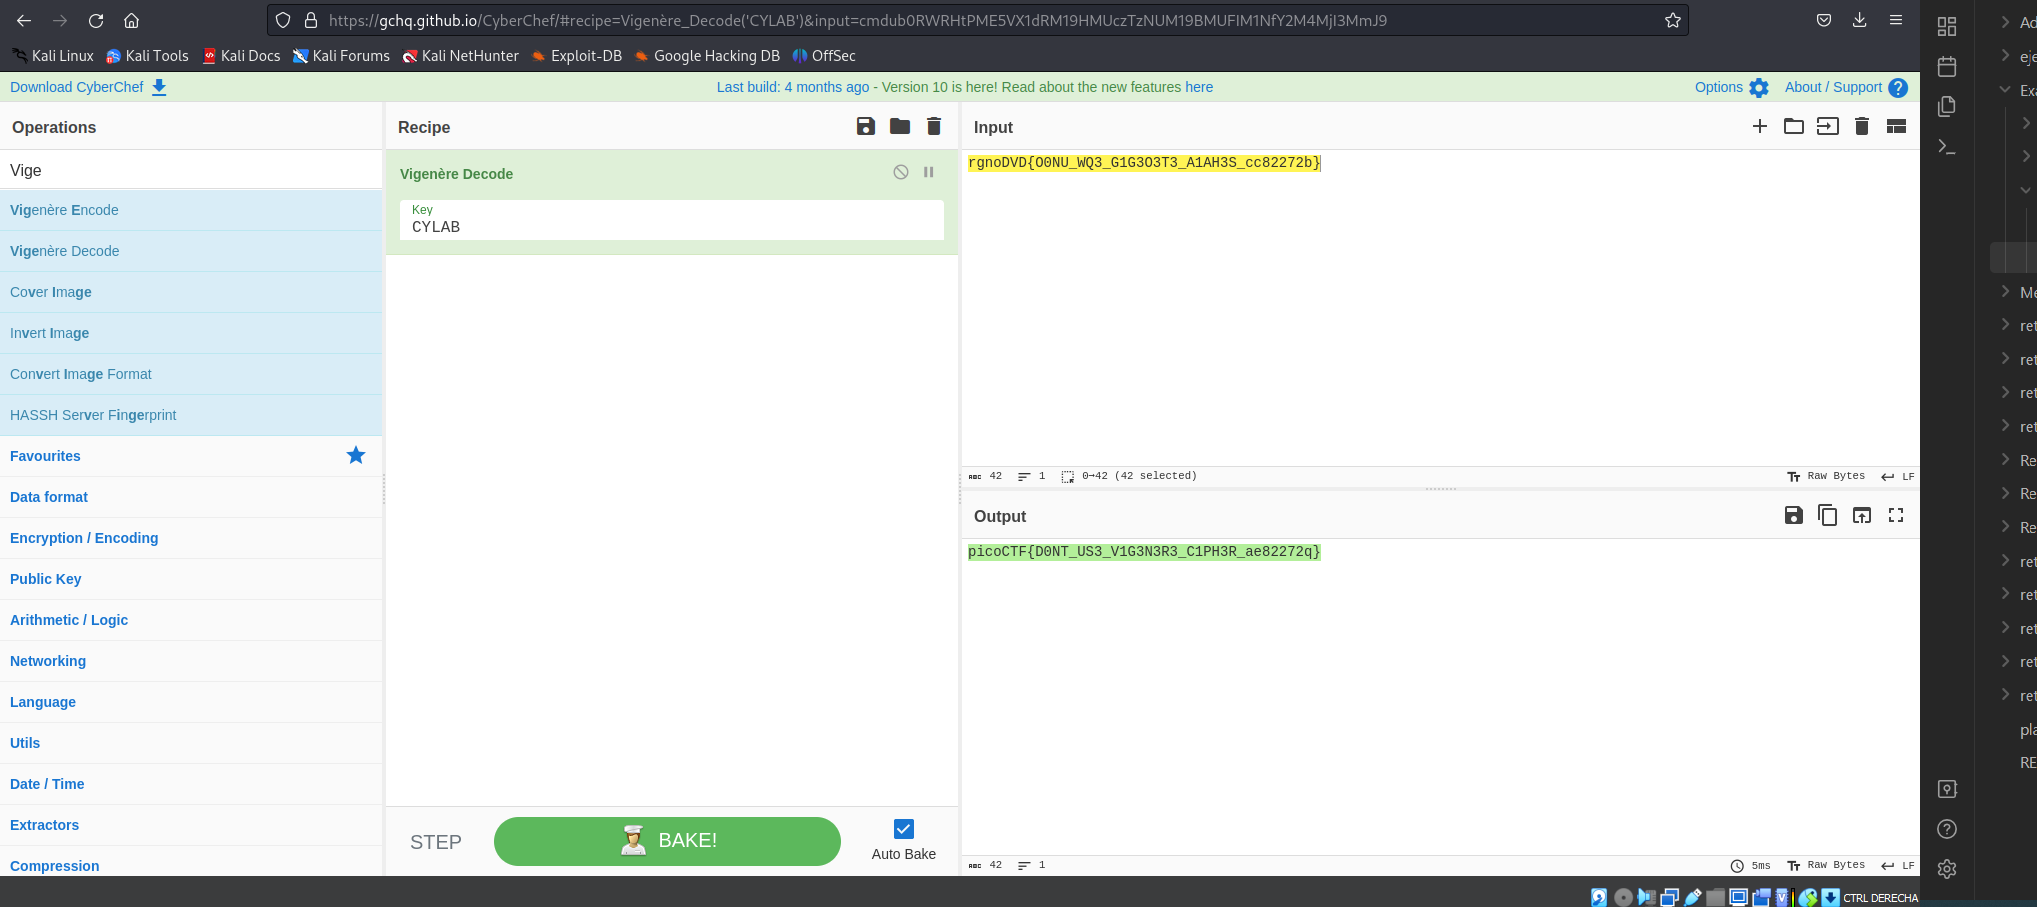 https://gchq.github.io/CyberChef/#recipe=Vigenère_Decode('CYLAB')&input=cmdub0RWRHtPME5VX1dRM19HMUczTzNUM19BMUFIM1NfY2M4MjI3MmJ9
Kali Linux Kali Tools Kali Docs Kali Forums Kali NetHunter Exploit-DB Google Hacking DB OffSec
Download CyberChef Last build: 4 months ago - Version 10 is here! Read about the new features here Options About / Support
Operations
Vige
Vigenère Encode
Vigenère Decode
Cover Image
Invert Image
Convert Image Format
HASSH Server Fingerprint
Favourites
Data format
Encryption / Encoding
Public Key
Arithmetic / Logic
Networking
Language
Utils
Date / Time
Extractors
Compression
Recipe
Vigenère Decode
Key
CYLAB
STEP
BAKE!
Auto Bake
Input
rgnoDVD{O0NU_WQ3_G1G3O3T3_A1AH3S_cc82272b}
ABC 42 1 0→42 (42 selected) Raw Bytes LF
Output
picoCTF{D0NT_US3_V1G3N3R3_C1PH3R_ae82272q}
ABC 42 1 5ms Raw Bytes LF
Ad
eje
Exa
Me
ret
ret
ret
ret
Re
Re
Re
ret
ret
ret
ret
ret
pla
RE
CTRL DERECHA